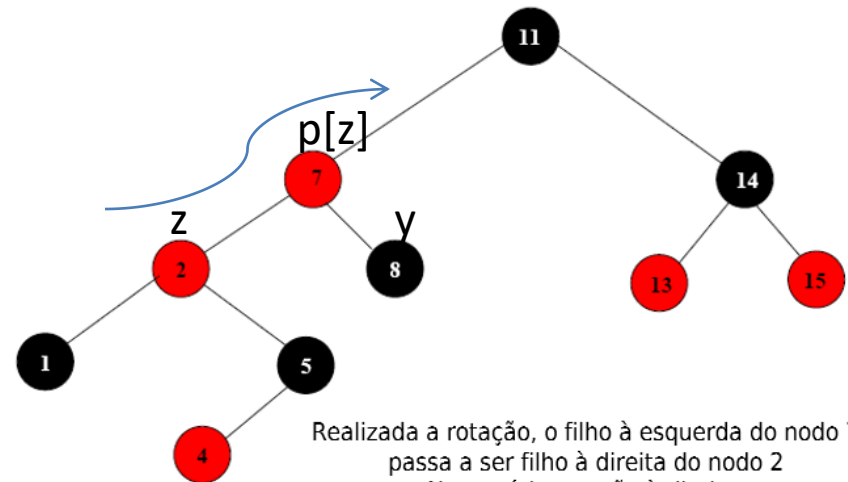 11
p[z]
7
14
z
y
2
8
13
15
1
5
4
Realizada a rotação, o filho à esquerda do nodo
passa a ser filho à direita do nodo 2